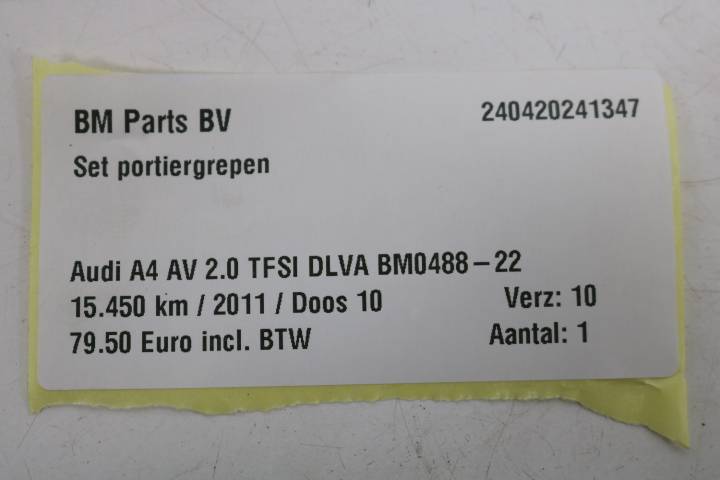 BM Parts BV 240420241347
Set portiergrepen
Audi A4 AV 2.0 TFSI DLVA BM0488-22
15.450 km / 2011 / Doos 10 Verz: 10
79.50 Euro incl. BTW Aantal: 1